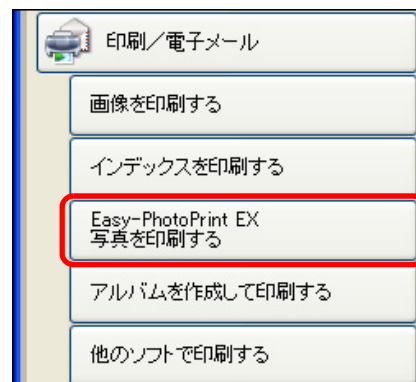 印刷／電子メール
画像を印刷する
インデックスを印刷する
Easy-PhotoPrint EX
写真を印刷する
アルバムを作成して印刷する
他のソフトで印刷する